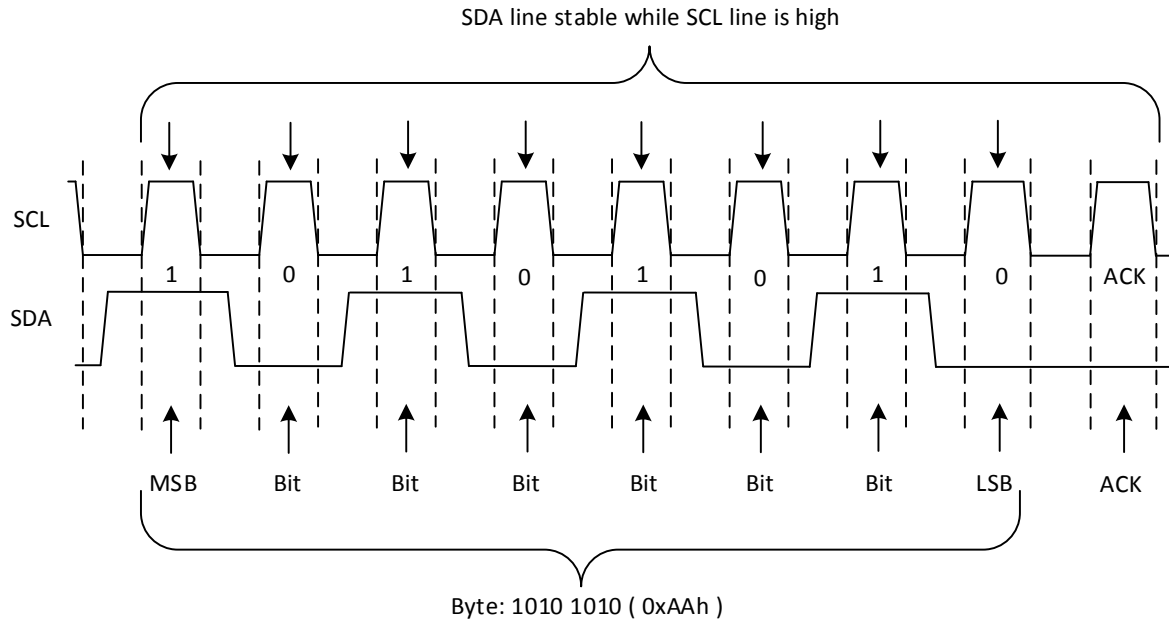 SDA line stable while SCL line is high
SCL
1 0 1 0 1 0 1 0 ACK
SDA
MSB Bit Bit Bit Bit Bit Bit LSB ACK
Byte: 1010 1010 ( 0xAAh )